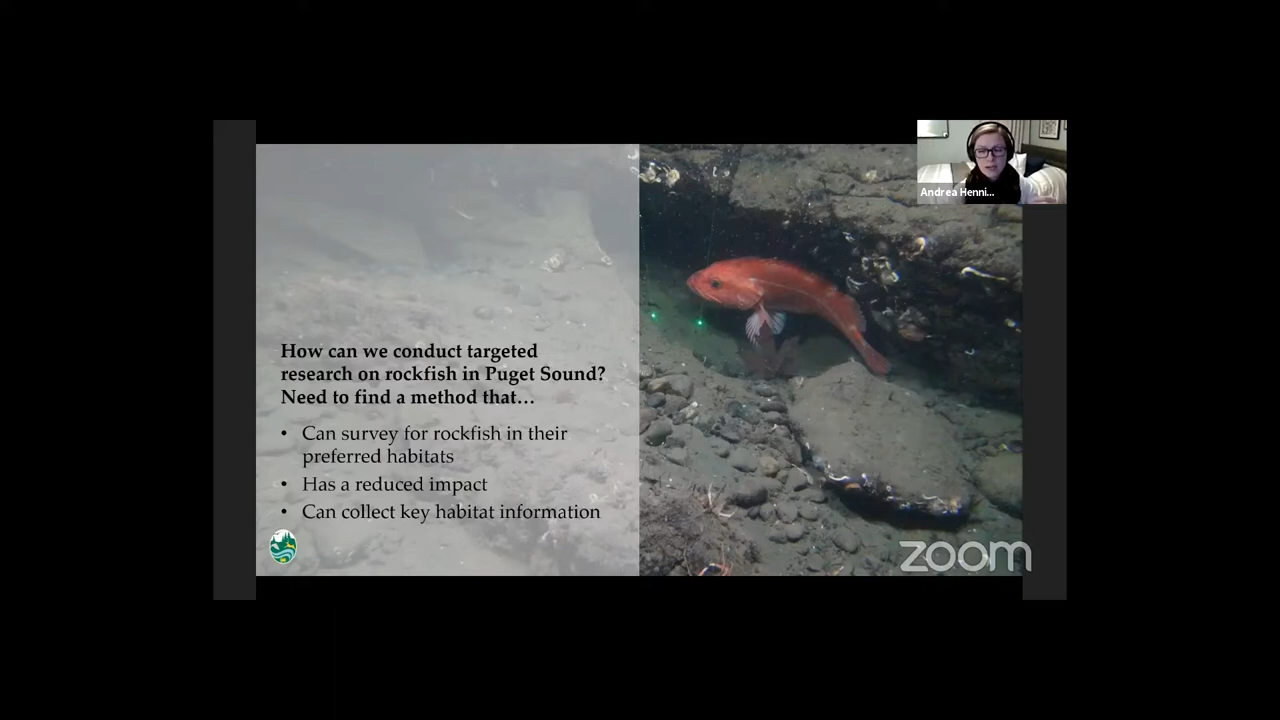 Andrea Henni...
How can we conduct targeted
research on rockfish in Puget Sound?
Need to find a method that…
• Can survey for rockfish in their
preferred habitats
• Has a reduced impact
• Can collect key habitat information
zoom